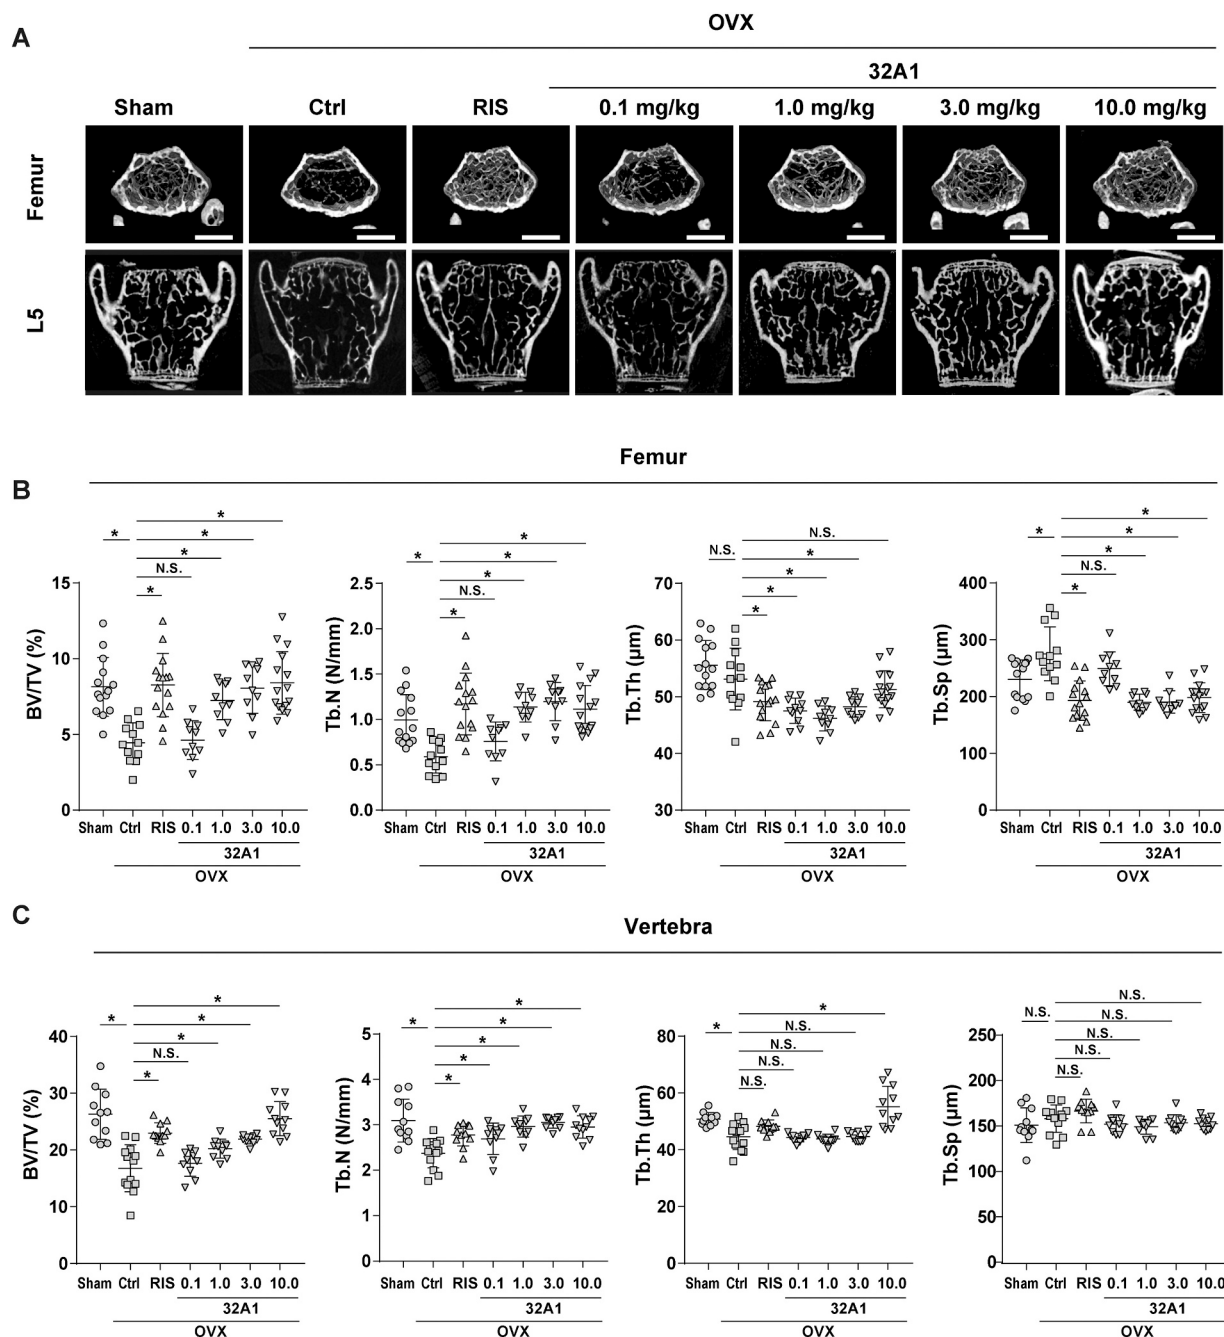 A
OVX
32A1
Sham Ctrl RIS 0.1 mg/kg 1.0 mg/kg 3.0 mg/kg 10.0 mg/kg
Femur
L5
B
Femur
*
*
*
*
N.S.
*
BV/TV (%)
15
10
5
0
Sham Ctrl RIS 0.1 1.0 3.0 10.0
32A1
OVX
*
*
*
*
N.S.
*
Tb.N (N/mm)
2.5
2.0
1.5
1.0
0.5
0.0
Sham Ctrl RIS 0.1 1.0 3.0 10.0
32A1
OVX
N.S.
N.S.
*
*
*
*
Tb.Th (μm)
70
60
50
40
30
Sham Ctrl RIS 0.1 1.0 3.0 10.0
32A1
OVX
*
*
*
*
N.S.
*
Tb.Sp (μm)
400
300
200
100
0
Sham Ctrl RIS 0.1 1.0 3.0 10.0
32A1
OVX
C
Vertebra
*
*
*
*
N.S.
*
BV/TV (%)
40
30
20
10
0
Sham Ctrl RIS 0.1 1.0 3.0 10.0
32A1
OVX
*
*
*
*
*
*
Tb.N (N/mm)
5
4
3
2
1
0
Sham Ctrl RIS 0.1 1.0 3.0 10.0
32A1
OVX
*
*
N.S.
N.S.
N.S.
N.S.
Tb.Th (μm)
80
60
40
20
0
Sham Ctrl RIS 0.1 1.0 3.0 10.0
32A1
OVX
N.S.
N.S.
N.S.
N.S.
N.S.
N.S.
Tb.Sp (μm)
250
200
150
100
50
0
Sham Ctrl RIS 0.1 1.0 3.0 10.0
32A1
OVX